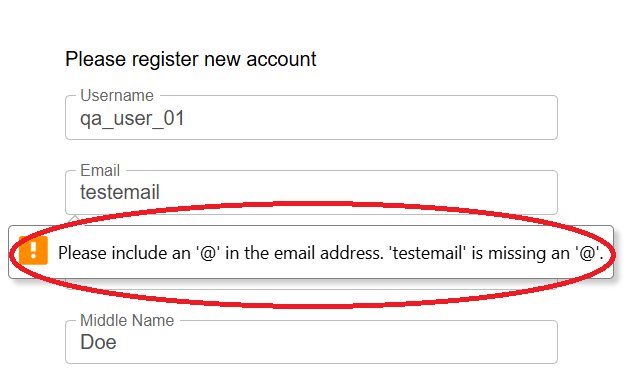 Please register new account
Username
qa_user_01
Email
testemail
Please include an '@' in the email address. 'testemail' is missing an '@'.
Middle Name
Doe